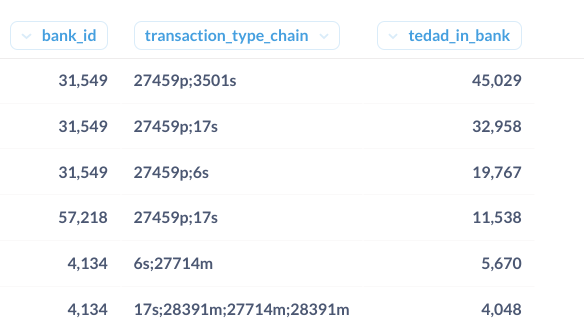 bank_id transaction_type_chain tedad_in_bank
31,549 27459p;3501s 45,029
31,549 27459p;17s 32,958
31,549 27459p;6s 19,767
57,218 27459p;17s 11,538
4,134 6s;27714m 5,670
4,134 17s;28391m;27714m;28391m 4,048